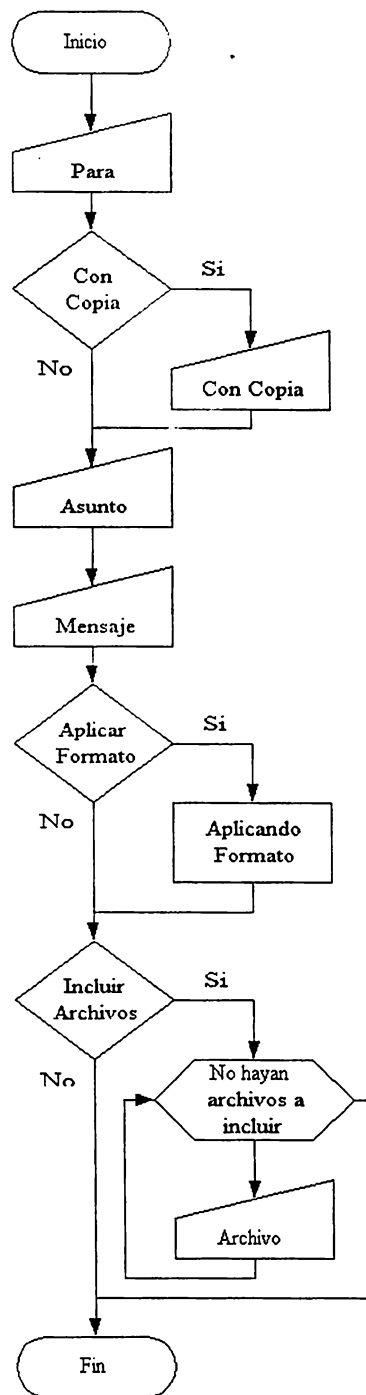 Inicio
Para
Con
Copia
Si
No
Con Copia
Asunto
Mensaje
Aplicar
Formato
Si
No
Aplicando
Formato
Incluir
Archivos
Si
No
No hayan
archivos a
incluir
Archivo
Fin